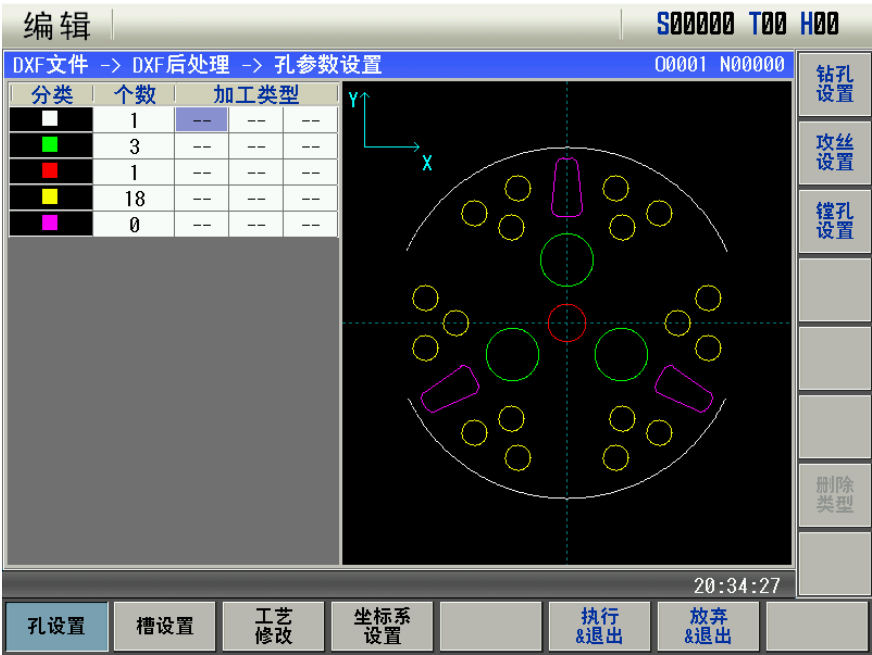 编辑 S00000 T00 H00
DXF文件 -> DXF后处理 -> 孔参数设置 O0001 N00000
分类 个数 加工类型
1 -- -- --
3 -- -- --
1 -- -- --
18 -- -- --
0 -- -- --
Y
X
钻孔
设置
攻丝
设置
镗孔
设置
删除
类型
20:34:27
孔设置
槽设置
工艺
修改
坐标系
设置
执行
&退出
放弃
&退出